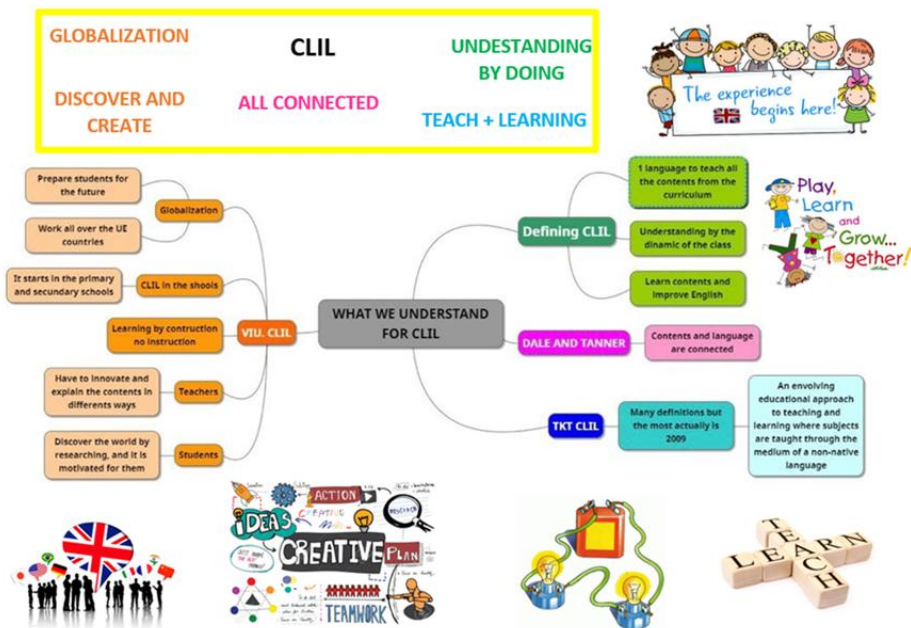 GLOBALIZATION
CLIL
UNDESTANDING
BY DOING
DISCOVER AND
CREATE
ALL CONNECTED
TEACH + LEARNING
The experience
begins here!
Prepare students for
the future
Globalization
Work all over the UE
countries
It starts in the primary
and secundary schools
CLIL in the shools
Learning by contruction
no instruction
VIU. CLIL
Have to innovate and
explain the contents in
differents ways
Teachers
Discover the world by
researching, and it is
motivated for them
Students
WHAT WE UNDERSTAND
FOR CLIL
Defining CLIL
1 language to teach all
the contents from the
curriculum
Understanding by the
dinamic of the class
Learn contents and
improve English
DALE AND TANNER
Contents and language
are connected
TKT CLIL
Many definitions but
the most actually is
2009
An envolving
educational approach
to teaching and
learning where subjects
are taught through the
medium of a non-native
language
Play,
Learn
and
Grow...
Together!
ACTION
IDEAS
CREATIVE
RESEARCH
CREATIVE
PLAN
TEAMWORK
TEACH
LEARN